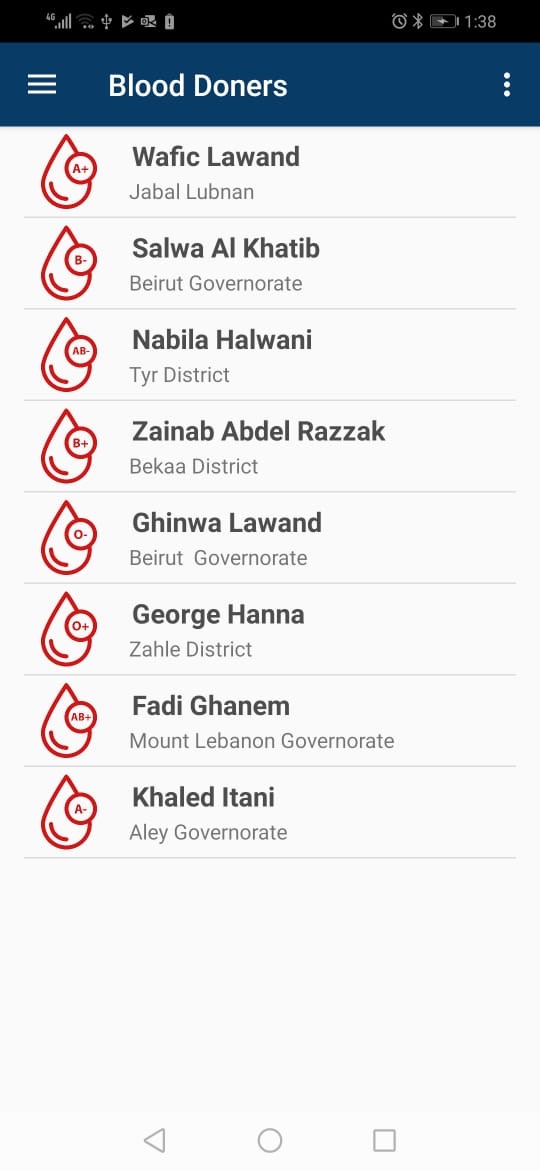 4G 1:38
Blood Doners
A+ Wafic Lawand
Jabal Lubnan
B- Salwa Al Khatib
Beirut Governorate
AB- Nabila Halwani
Tyr District
B+ Zainab Abdel Razzak
Bekaa District
O- Ghinwa Lawand
Beirut  Governorate
O+ George Hanna
Zahle District
AB+ Fadi Ghanem
Mount Lebanon Governorate
A- Khaled Itani
Aley Governorate